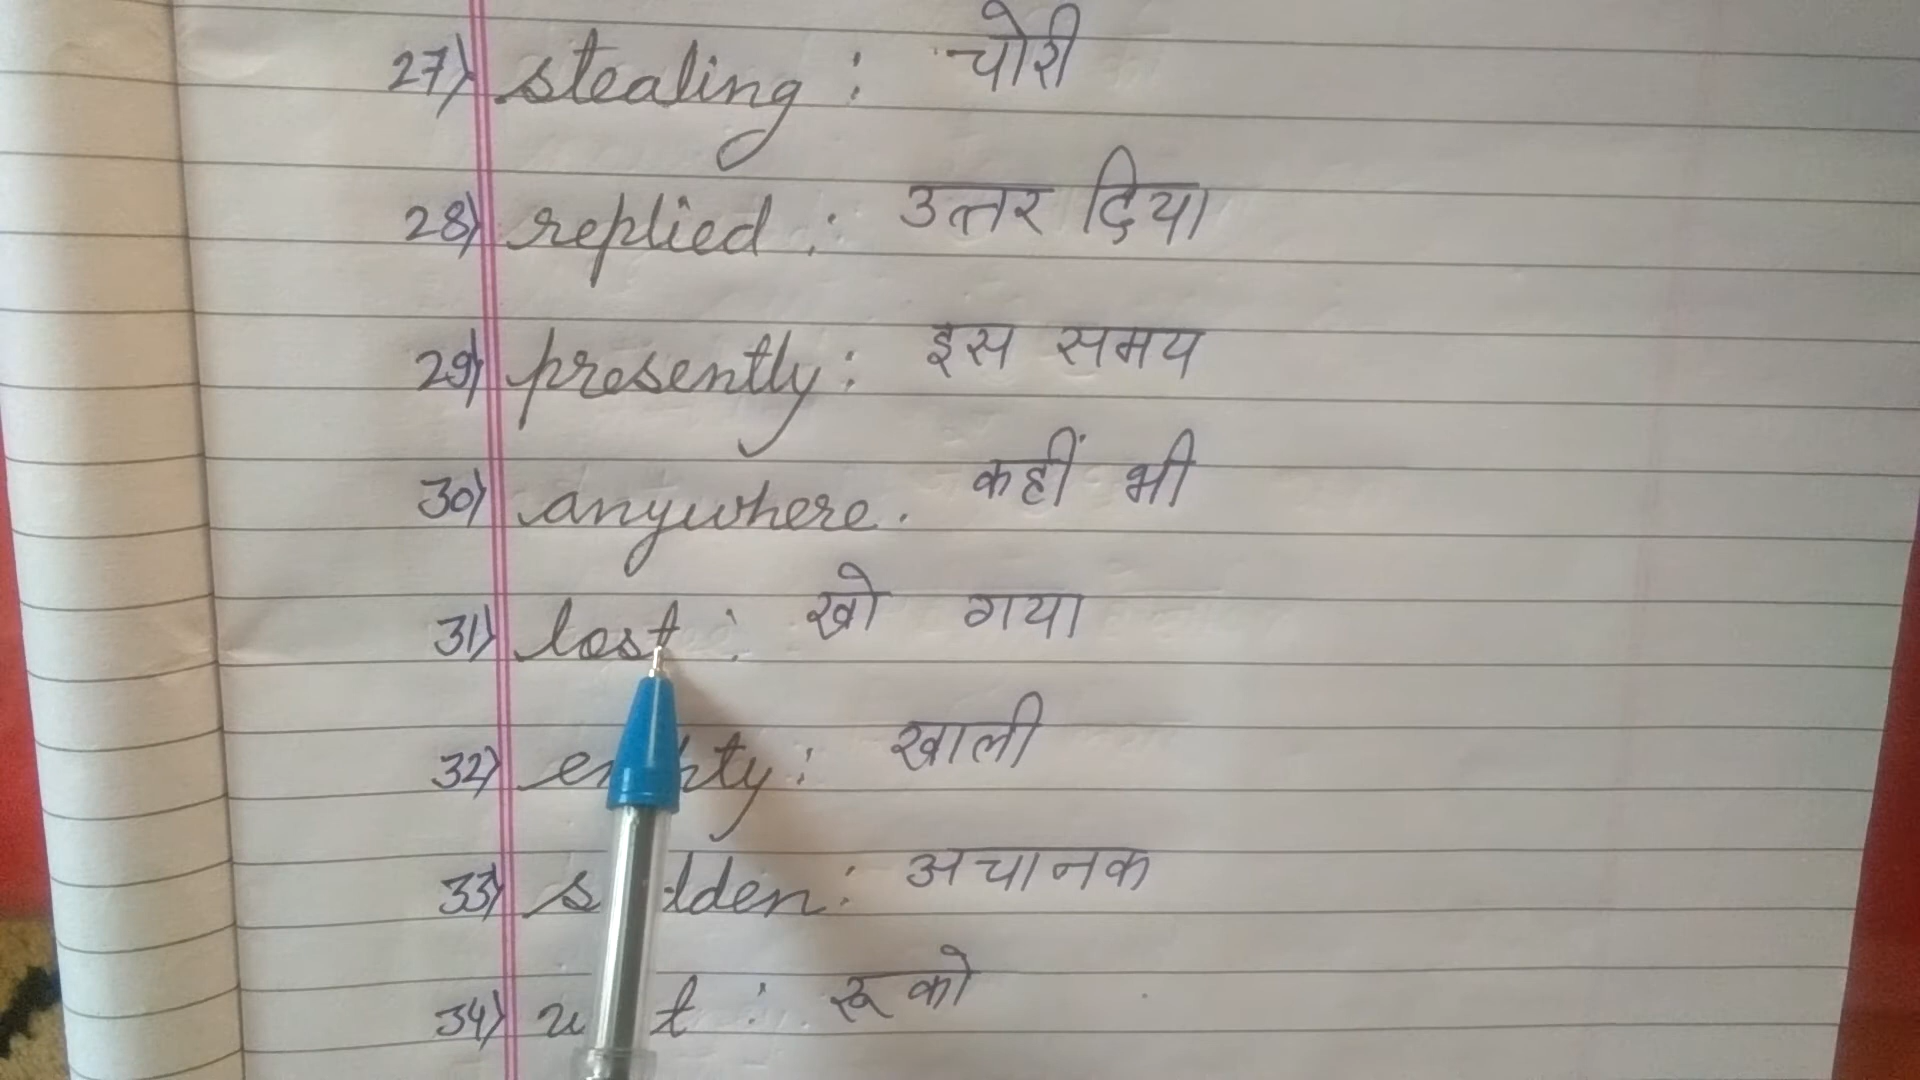 27) stealing : चोरी
28) replied : उत्तर दिया
29) presently : इस समय
30) anywhere. कहीं भी
31) lost : खो गया
32) : खाली
33) : अचानक
34) : रूको